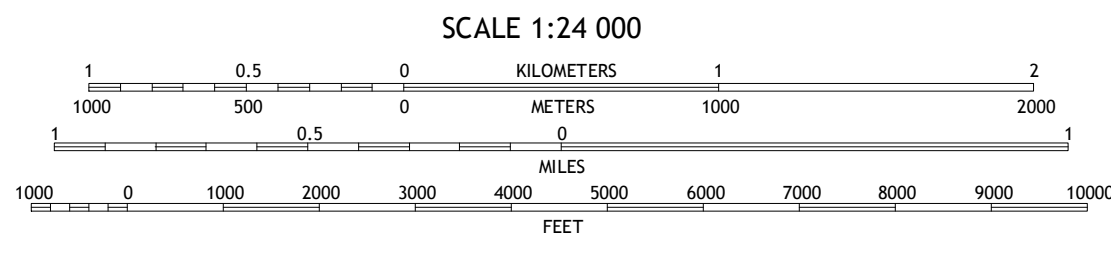 SCALE 1:24 000
1 0.5 0 KILOMETERS 1 2
1000 500 0 METERS 1000 2000
1 0.5 0 1
MILES
1000 0 1000 2000 3000 4000 5000 6000 7000 8000 9000 10000
FEET